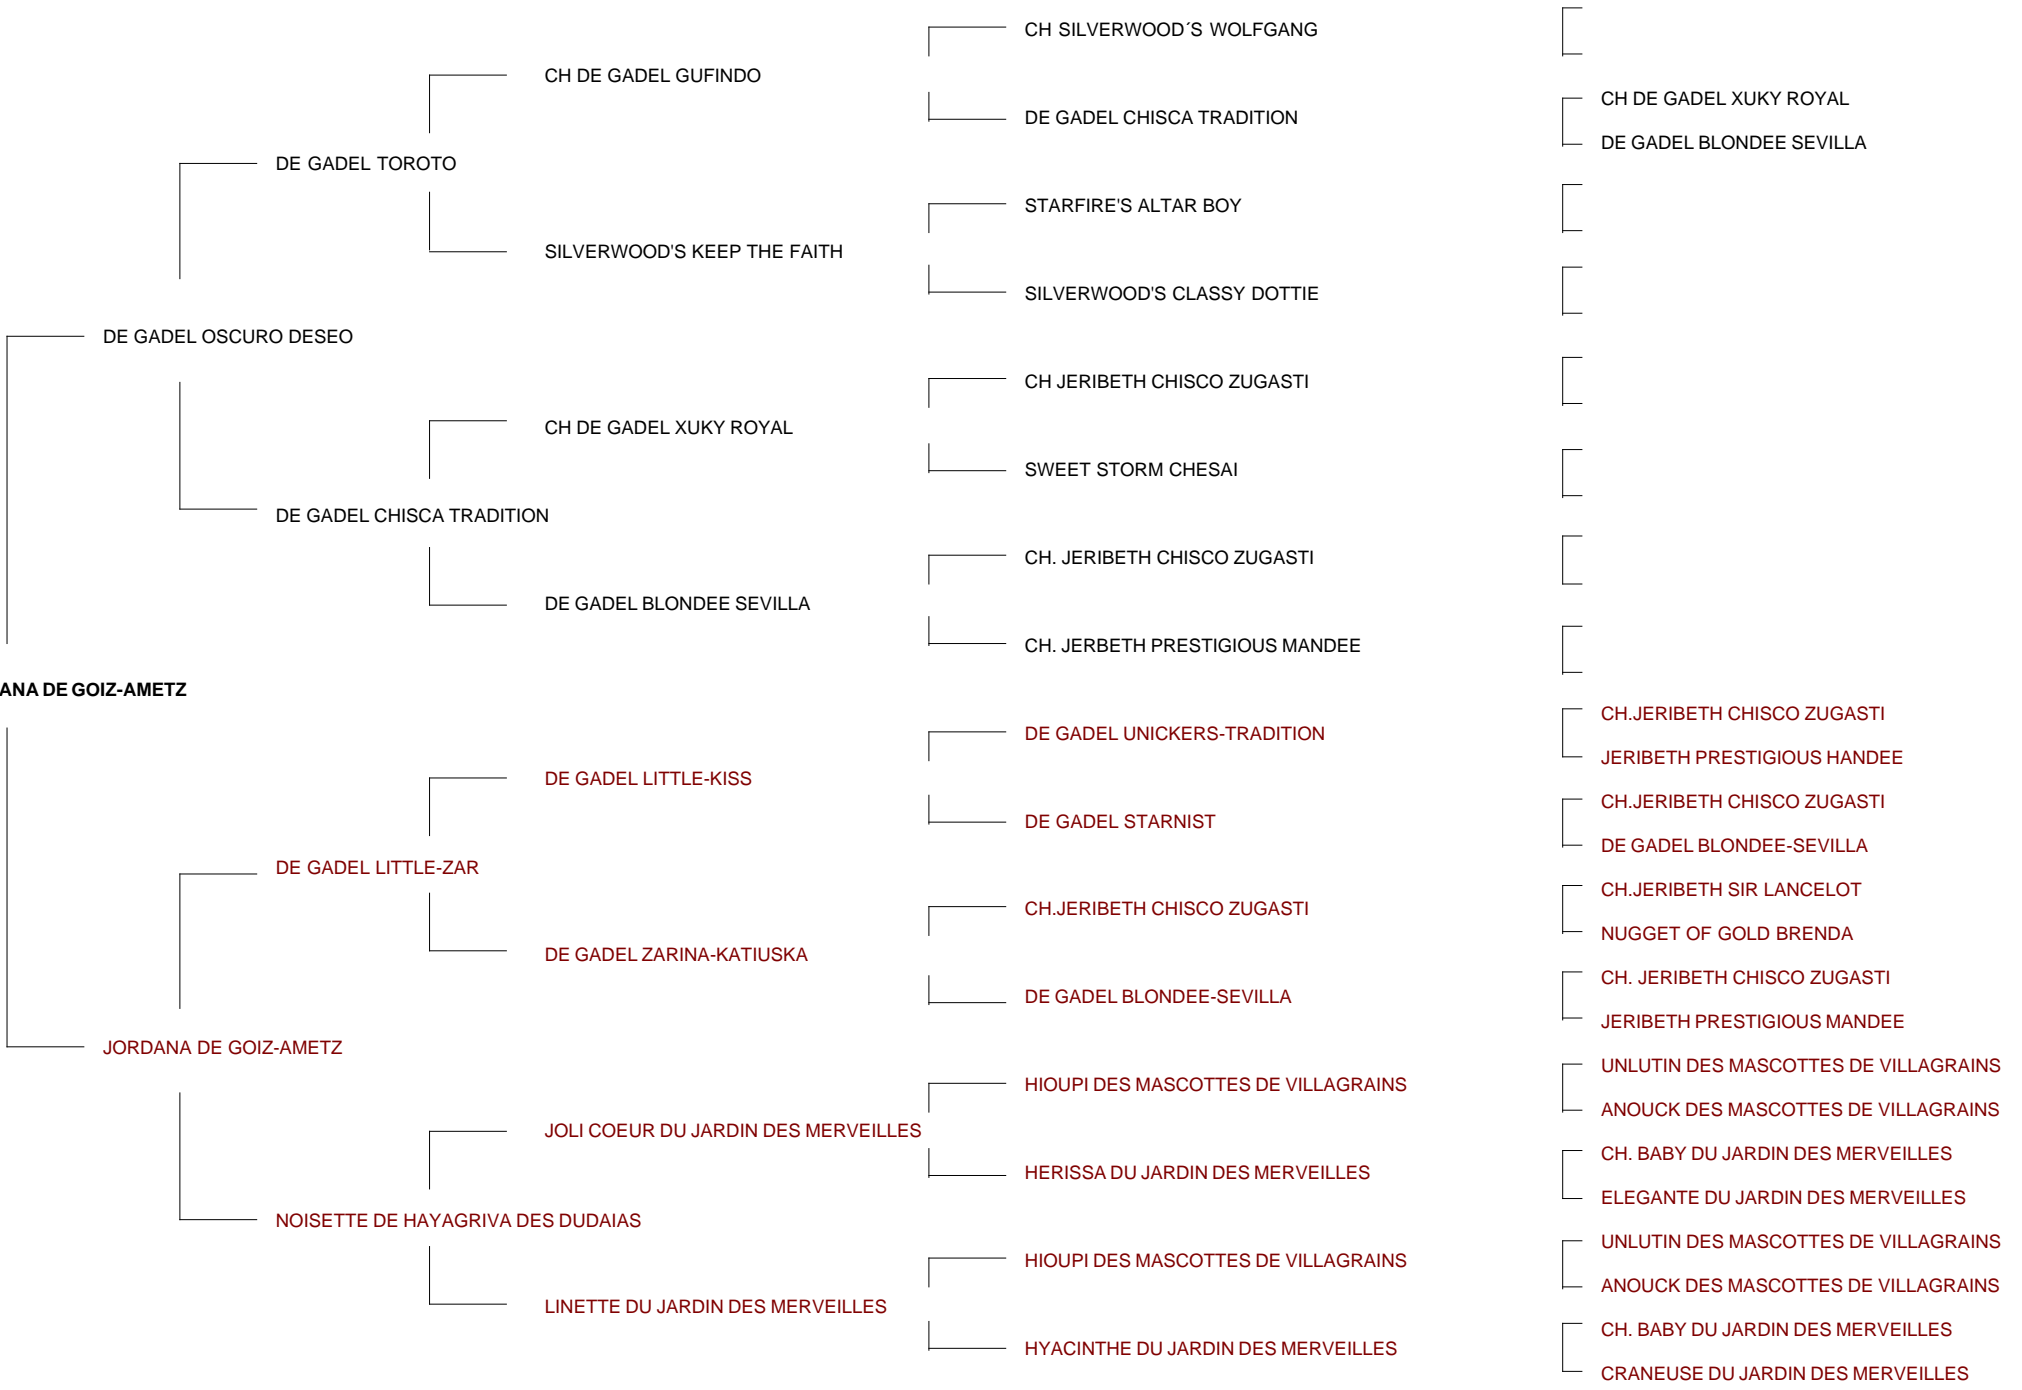 CH SILVERWOOD´S WOLFGANG
CH DE GADEL GUFINDO
CH DE GADEL XUKY ROYAL
DE GADEL CHISCA TRADITION
DE GADEL BLONDEE SEVILLA
DE GADEL TOROTO
STARFIRE'S ALTAR BOY
SILVERWOOD'S KEEP THE FAITH
SILVERWOOD'S CLASSY DOTTIE
DE GADEL OSCURO DESEO
CH JERIBETH CHISCO ZUGASTI
CH DE GADEL XUKY ROYAL
SWEET STORM CHESAI
DE GADEL CHISCA TRADITION
CH. JERIBETH CHISCO ZUGASTI
DE GADEL BLONDEE SEVILLA
CH. JERBETH PRESTIGIOUS MANDEE
ANA DE GOIZ-AMETZ
CH.JERIBETH CHISCO ZUGASTI
DE GADEL UNICKERS-TRADITION
JERIBETH PRESTIGIOUS HANDEE
DE GADEL LITTLE-KISS
CH.JERIBETH CHISCO ZUGASTI
DE GADEL STARNIST
DE GADEL BLONDEE-SEVILLA
DE GADEL LITTLE-ZAR
CH.JERIBETH SIR LANCELOT
CH.JERIBETH CHISCO ZUGASTI
NUGGET OF GOLD BRENDA
DE GADEL ZARINA-KATIUSKA
CH. JERIBETH CHISCO ZUGASTI
DE GADEL BLONDEE-SEVILLA
JERIBETH PRESTIGIOUS MANDEE
JORDANA DE GOIZ-AMETZ
UNLUTIN DES MASCOTTES DE VILLAGRAINS
HIOUPI DES MASCOTTES DE VILLAGRAINS
ANOUCK DES MASCOTTES DE VILLAGRAINS
JOLI COEUR DU JARDIN DES MERVEILLES
CH. BABY DU JARDIN DES MERVEILLES
HERISSA DU JARDIN DES MERVEILLES
ELEGANTE DU JARDIN DES MERVEILLES
NOISETTE DE HAYAGRIVA DES DUDAIAS
UNLUTIN DES MASCOTTES DE VILLAGRAINS
HIOUPI DES MASCOTTES DE VILLAGRAINS
ANOUCK DES MASCOTTES DE VILLAGRAINS
LINETTE DU JARDIN DES MERVEILLES
CH. BABY DU JARDIN DES MERVEILLES
HYACINTHE DU JARDIN DES MERVEILLES
CRANEUSE DU JARDIN DES MERVEILLES